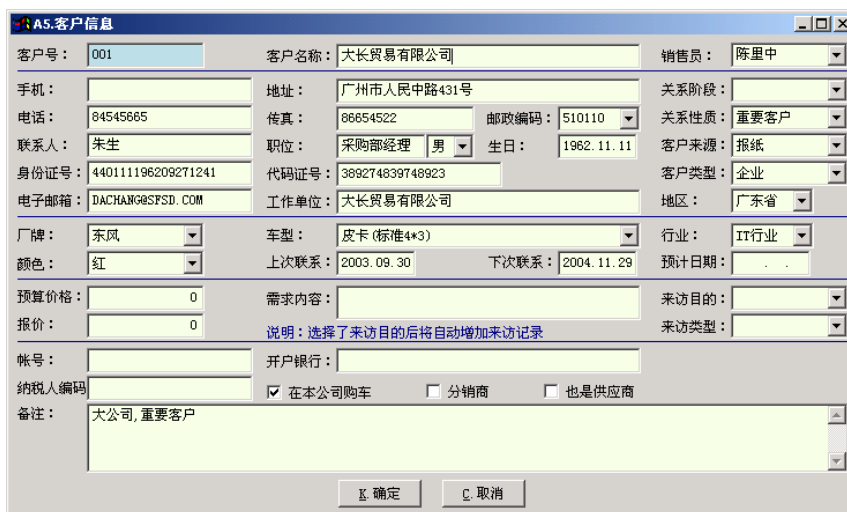 A5.客户信息
客户号： 001 客户名称： 大长贸易有限公司 销售员： 陈里中
手机： 地址： 广州市人民中路431号 关系阶段：
电话： 84545665 传真： 86654522 邮政编码： 510110 关系性质： 重要客户
联系人： 朱生 职位： 采购部经理 男 生日： 1962.11.11 客户来源： 报纸
身份证号： 440111196209271241 代码证号： 389274839748923 客户类型： 企业
电子邮箱： DACHANG@SFSD.COM 工作单位： 大长贸易有限公司 地区： 广东省
厂牌： 东风 车型： 皮卡(标准4*3) 行业： IT行业
颜色： 红 上次联系： 2003.09.30 下次联系： 2004.11.29 预计日期： . .
预算价格： 0 需求内容： 来访目的：
报价： 0 说明：选择了来访目的后将自动增加来访记录 来访类型：
帐号： 开户银行：
纳税人编码 在本公司购车 分销商 也是供应商
备注： 大公司,重要客户
K.确定 C.取消